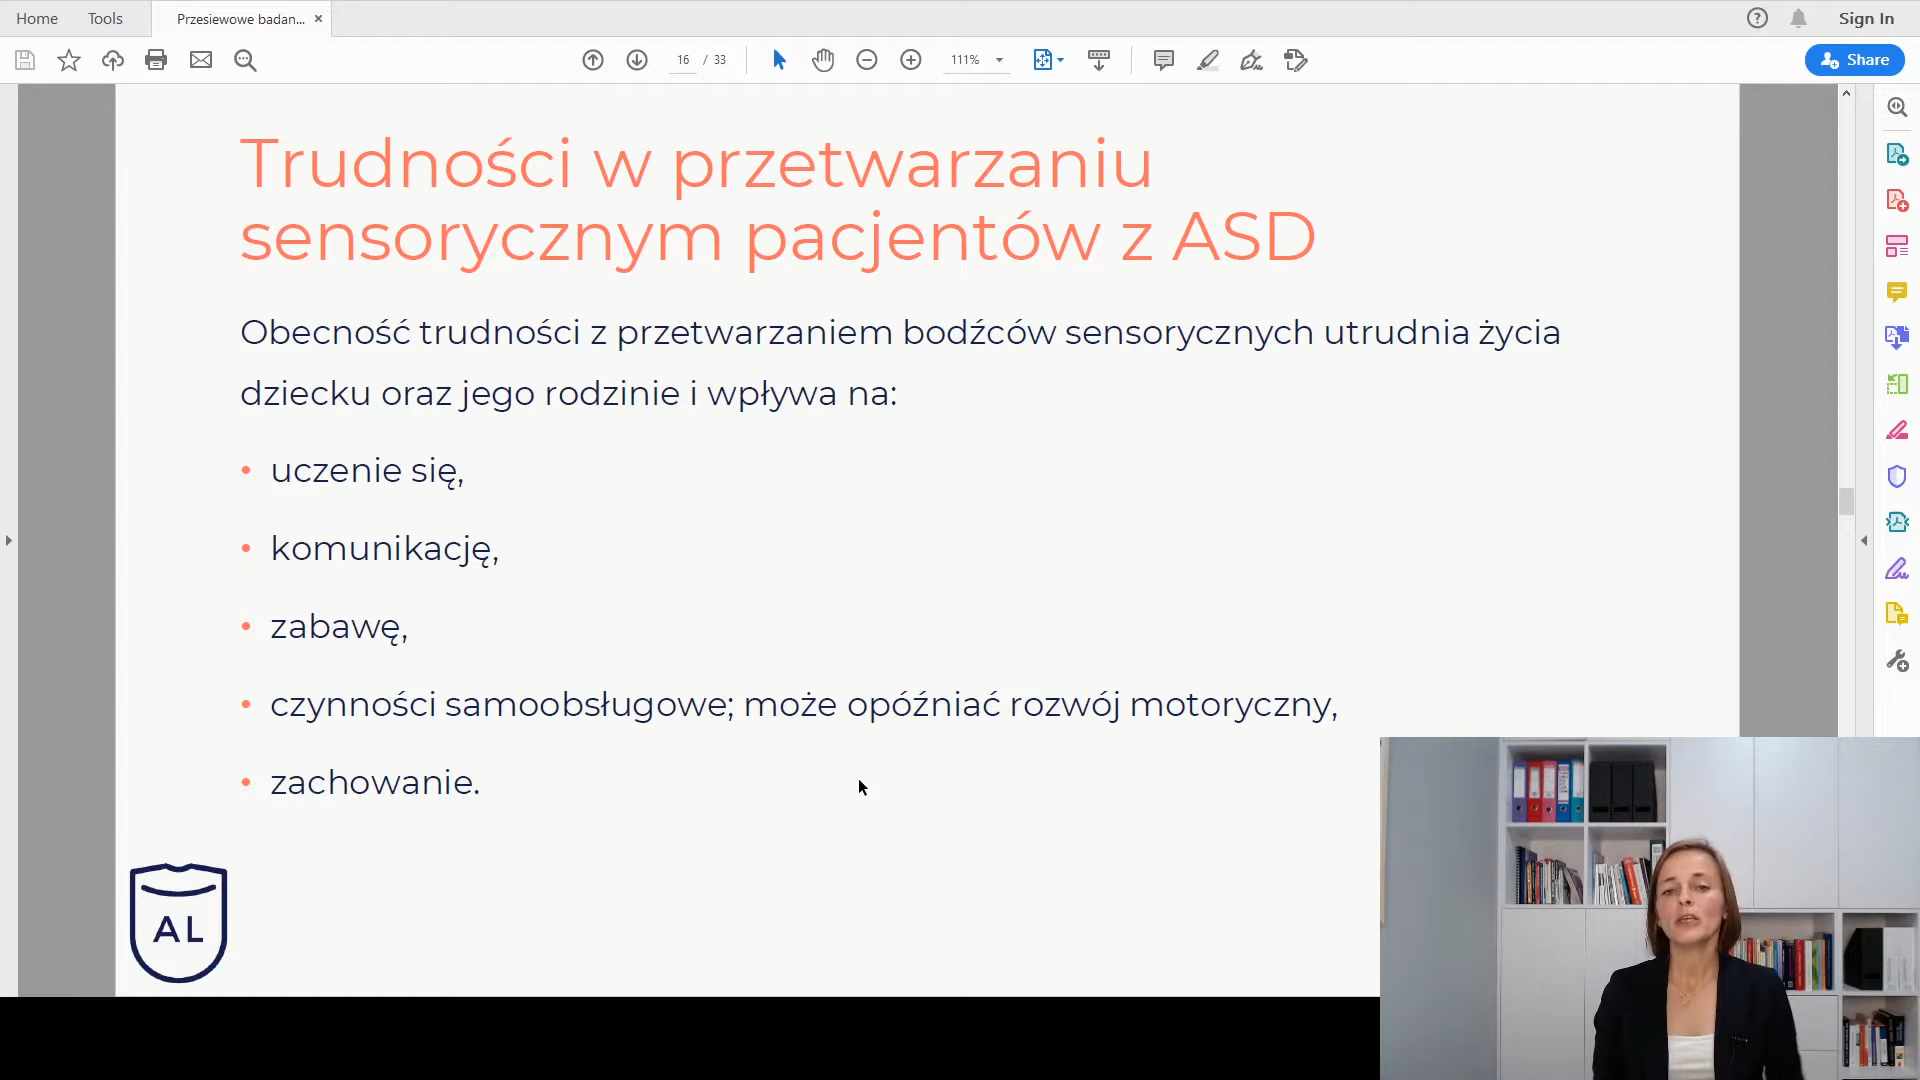 Home
Tools
Przesiewowe badan...
Sign In
16 / 33
111%
Share
Trudności w przetwarzaniu
sensorycznym pacjentów z ASD
Obecność trudności z przetwarzaniem bodźców sensorycznych utrudnia życia
dziecku oraz jego rodzinie i wpływa na:
• uczenie się,
• komunikację,
• zabawę,
• czynności samoobsługowe; może opóźniać rozwój motoryczny,
• zachowanie.
AL